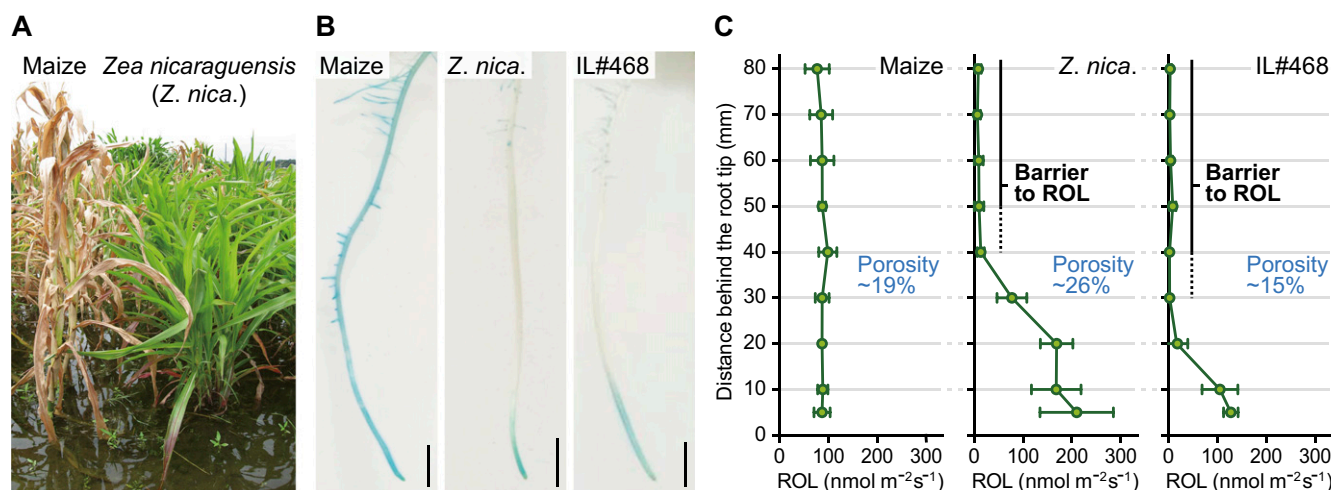 A
Maize Zea nicaraguensis
(Z. nica.)
B
Maize
Z. nica.
IL#468
C
Distance behind the root tip (mm)
80
70
60
50
40
30
20
10
0
Maize
Porosity
~19%
0 100 200 300
ROL (nmol m⁻²s⁻¹)
Z. nica.
Barrier
to ROL
Porosity
~26%
0 100 200 300
ROL (nmol m⁻²s⁻¹)
IL#468
Barrier
to ROL
Porosity
~15%
0 100 200 300
ROL (nmol m⁻²s⁻¹)